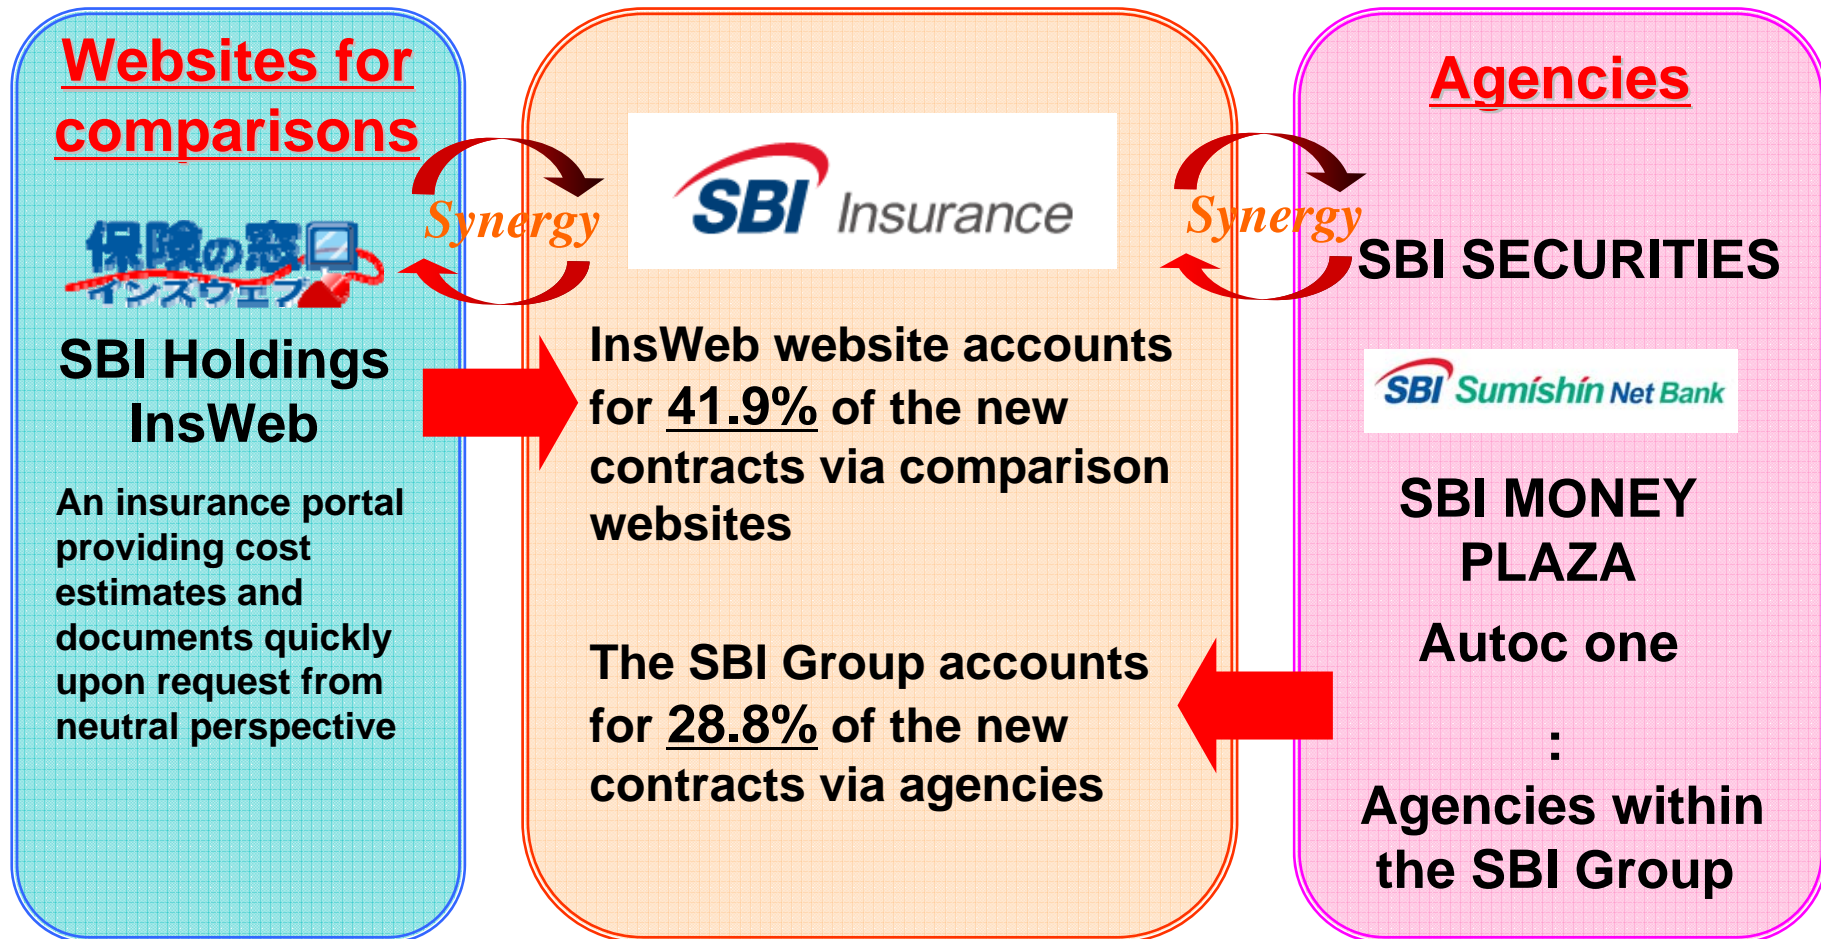 Websites for
comparisons
保険の窓口
インズウェブ
SBI Holdings
InsWeb
An insurance portal
providing cost
estimates and
documents quickly
upon request from
neutral perspective
Synergy
SBI Insurance
InsWeb website accounts
for 41.9% of the new
contracts via comparison
websites
The SBI Group accounts
for 28.8% of the new
contracts via agencies
Synergy
Agencies
SBI SECURITIES
SBI Sumishin Net Bank
SBI MONEY
PLAZA
Autoc one
:
Agencies within
the SBI Group